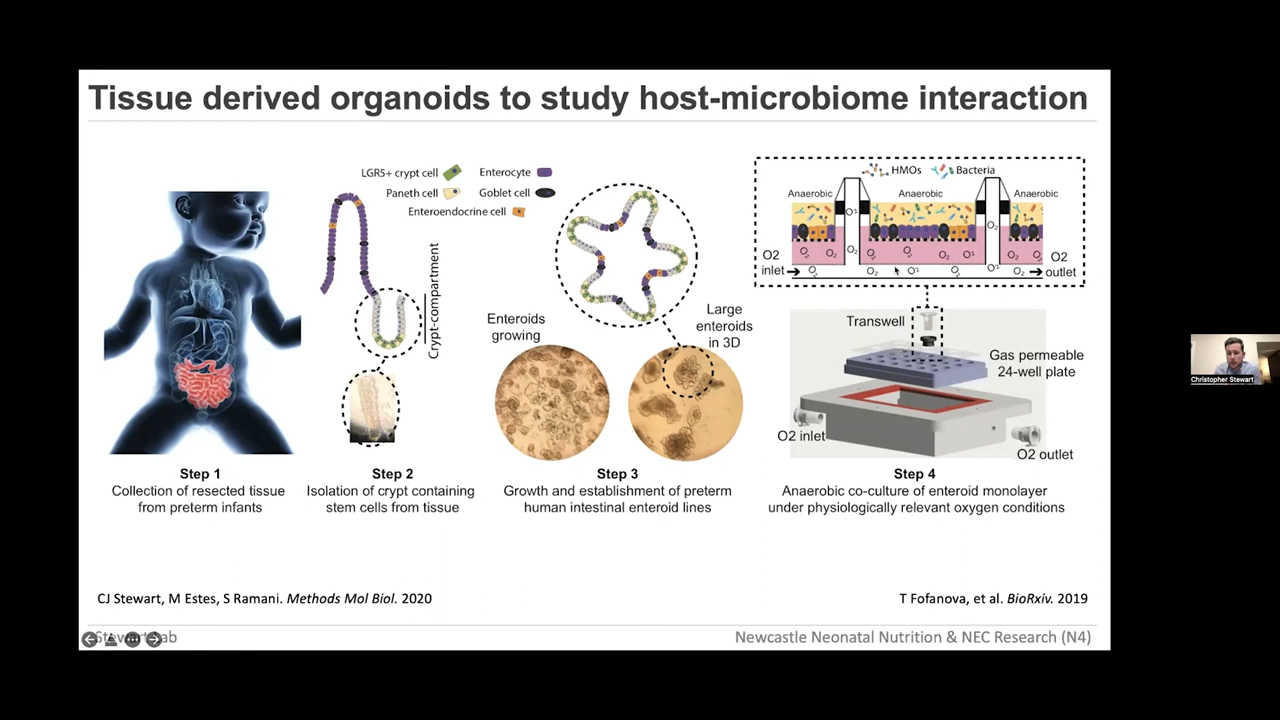 Tissue derived organoids to study host-microbiome interaction
LGR5+ crypt cell
Enterocyte
Paneth cell
Goblet cell
Enteroendocrine cell
Crypt-compartment
Enteroids
growing
Large
enteroids
in 3D
HMOs
Bacteria
Anaerobic
Anaerobic
Anaerobic
O2
inlet
O2
outlet
Transwell
Gas permeable
24-well plate
O2 inlet
O2 outlet
Step 1
Collection of resected tissue
from preterm infants
Step 2
Isolation of crypt containing
stem cells from tissue
Step 3
Growth and establishment of preterm
human intestinal enteroid lines
Step 4
Anaerobic co-culture of enteroid monolayer
under physiologically relevant oxygen conditions
CJ Stewart, M Estes, S Ramani. Methods Mol Biol. 2020
T Fofanova, et al. BioRxiv. 2019
Newcastle Neonatal Nutrition & NEC Research (N4)
Christopher Stewart